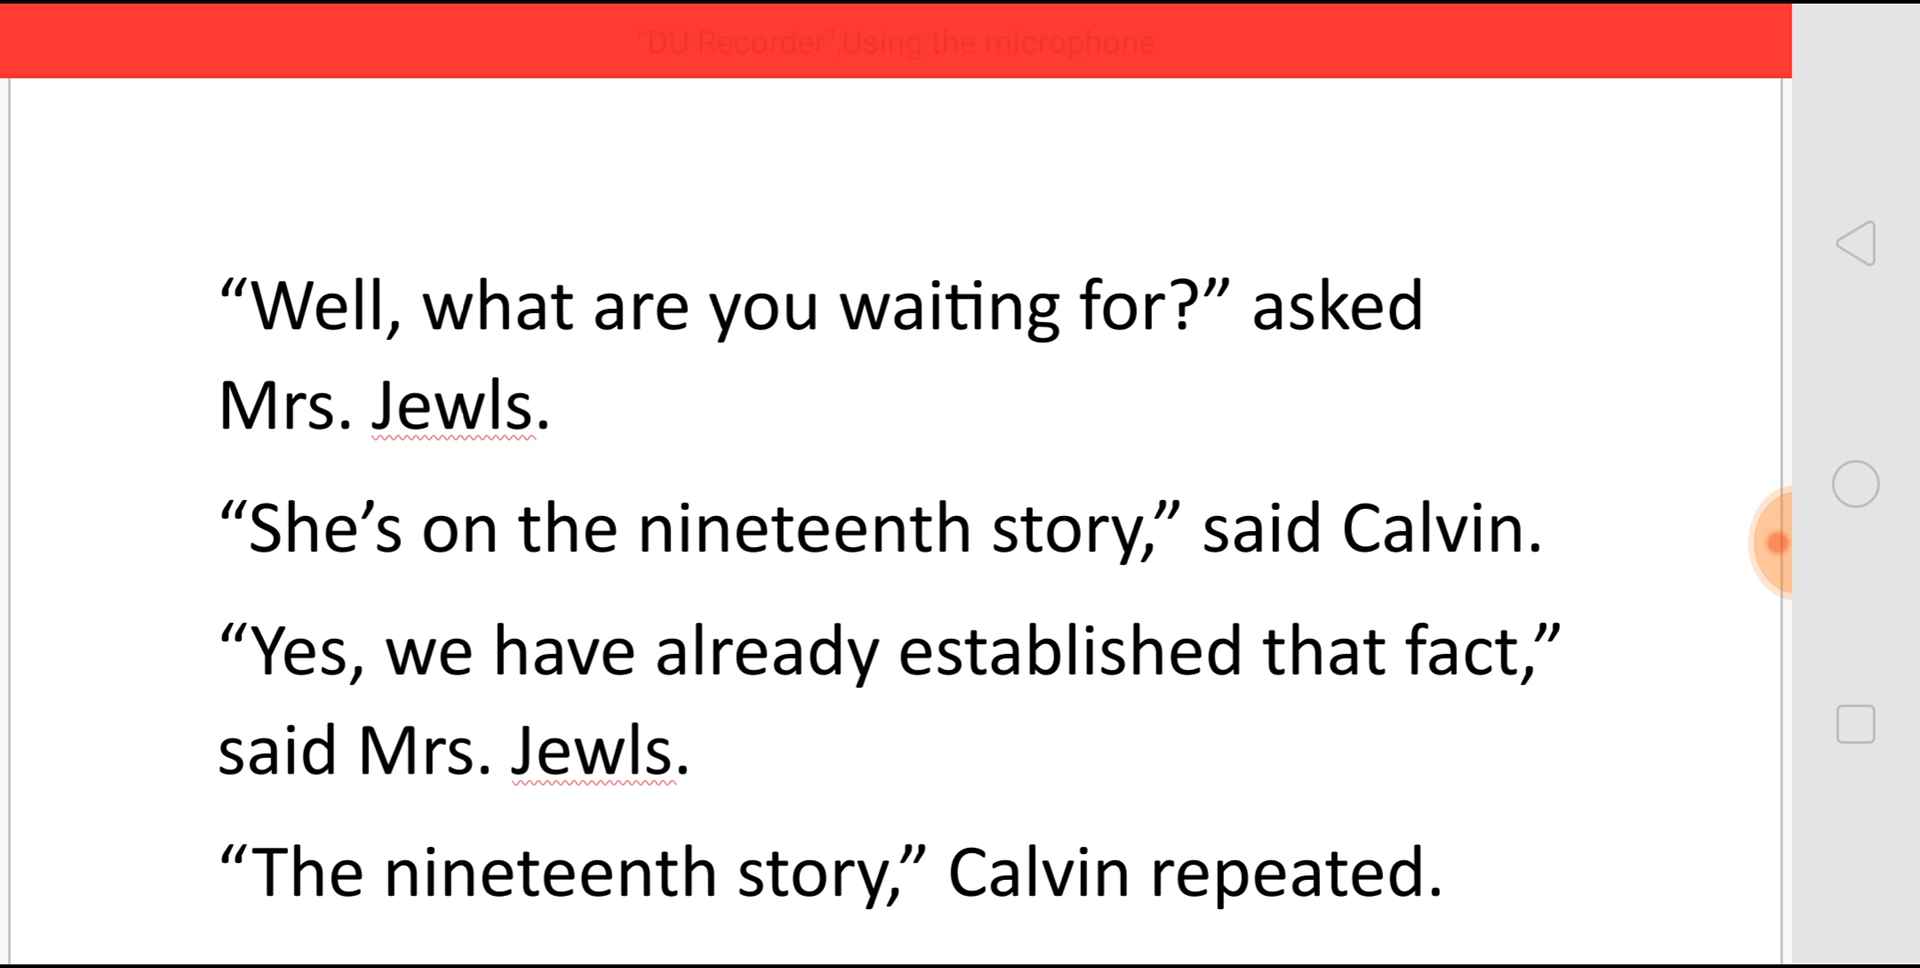 "DU Recorder",Using the microphone
“Well, what are you waiting for?” asked
Mrs. Jewls.
“She’s on the nineteenth story,” said Calvin.
“Yes, we have already established that fact,”
said Mrs. Jewls.
“The nineteenth story,” Calvin repeated.